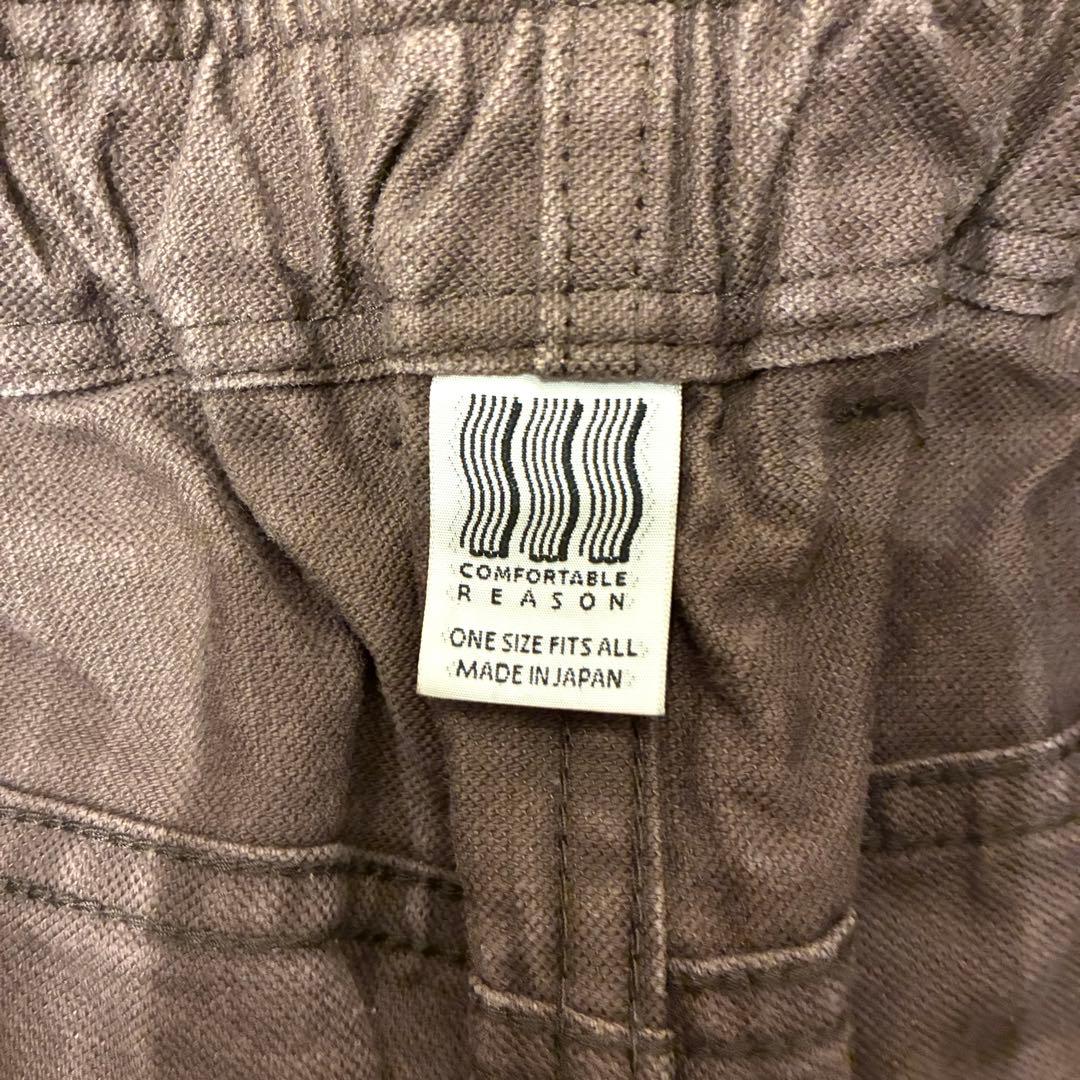 COMFORTABLE
REASON
ONE SIZE FITS ALL
MADE IN JAPAN